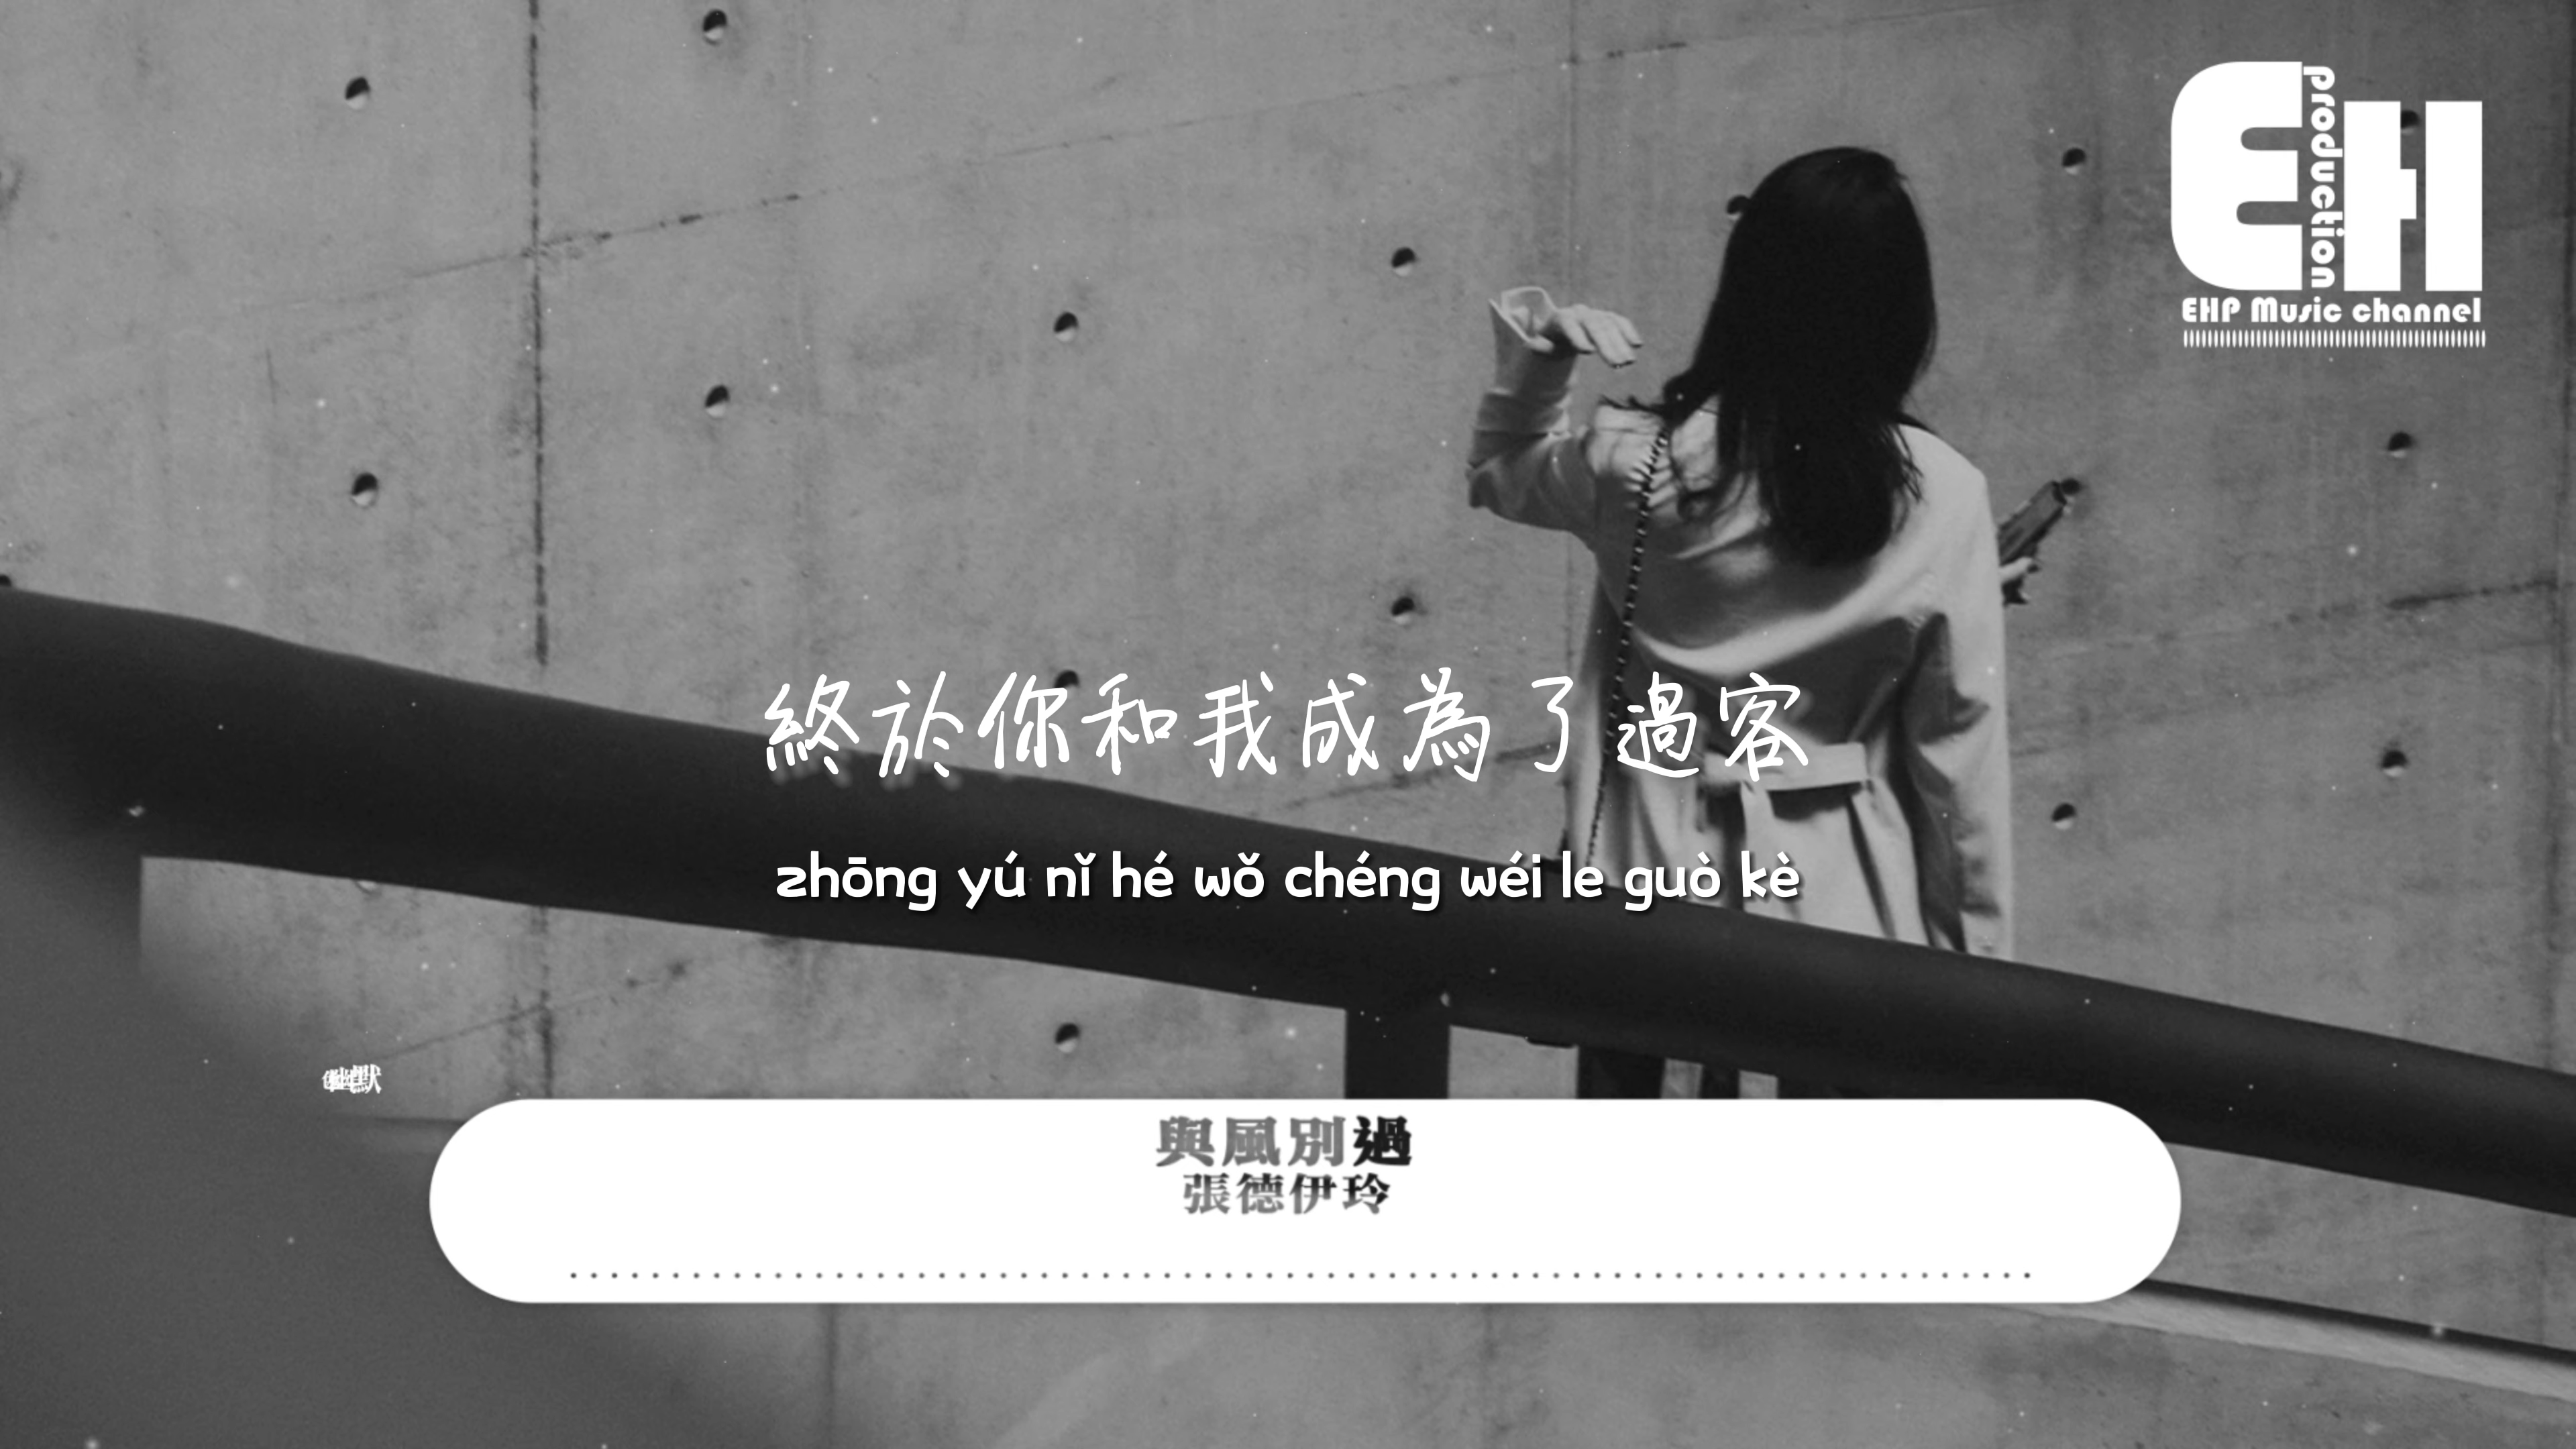 EH
production
EHP Music channel
終於你和我成為了過客
zhōng yú nǐ hé wǒ chéng wéi le guò kè
與風別過
張德伊玲